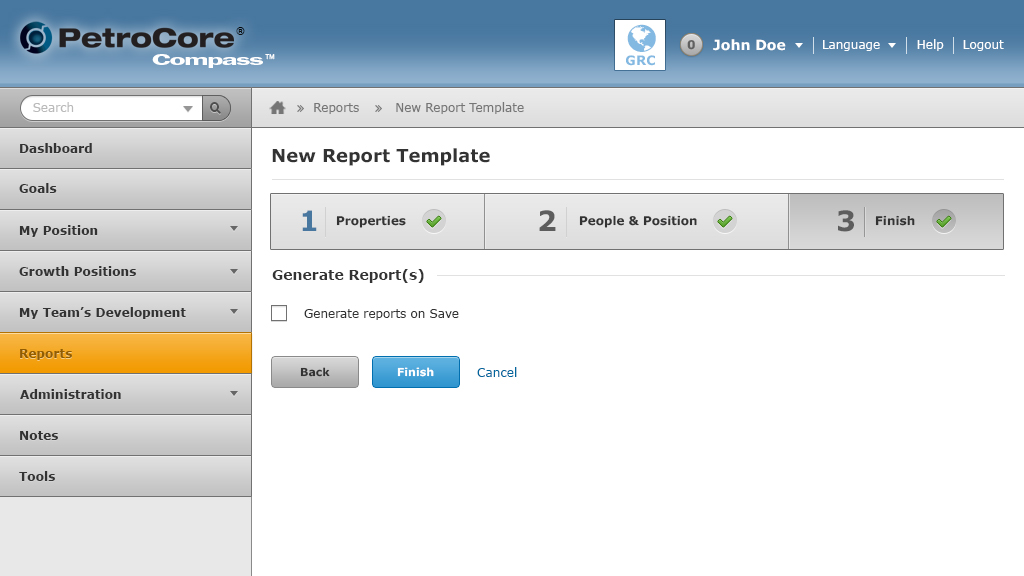 PetroCore®
Compass™
GRC
0 John Doe Language Help Logout
Search
» Reports » New Report Template
Dashboard
Goals
My Position
Growth Positions
My Team’s Development
Reports
Administration
Notes
Tools
New Report Template
1 Properties 2 People & Position 3 Finish
Generate Report(s)
Generate reports on Save
Back Finish Cancel